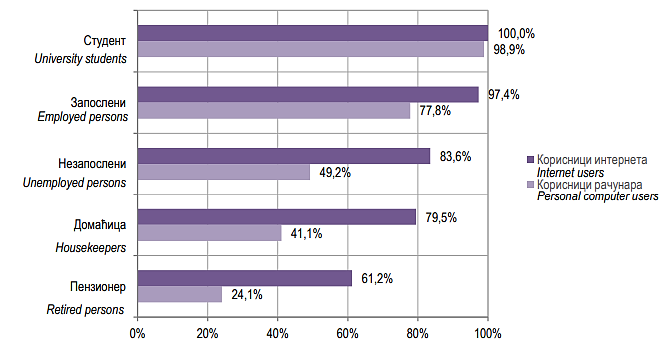 Студент
University students
100,0%
98,9%
Запослени
Employed persons
97,4%
77,8%
Незапослени
Unemployed persons
83,6%
49,2%
Домаћица
Housekeepers
79,5%
41,1%
Пензионер
Retired persons
61,2%
24,1%
0% 20% 40% 60% 80% 100%
Корисници интернета
Internet users
Корисници рачунара
Personal computer users